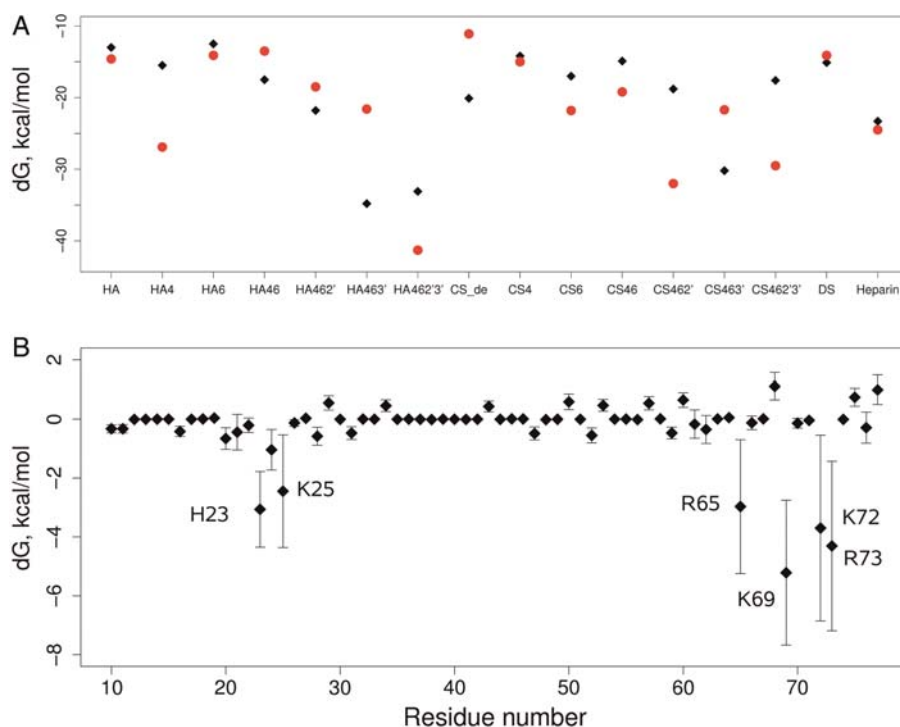 A
dG, kcal/mol
−10
−20
−30
−40
HA HA4 HA6 HA46 HA462' HA463' HA462'3' CS_de CS4 CS6 CS46 CS462' CS463' CS462'3' DS Heparin
B
dG, kcal/mol
2
0
−2
−4
−6
−8
H23
K25
R65
K69
K72
R73
10 20 30 40 50 60 70
Residue number